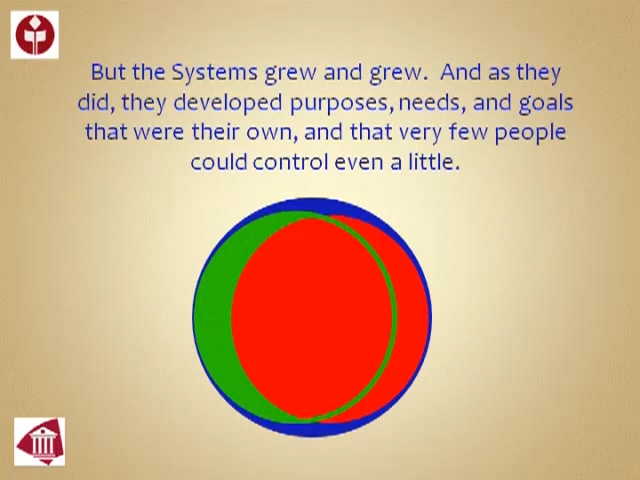 But the Systems grew and grew.  And as they
did, they developed purposes, needs, and goals
that were their own, and that very few people
could control even a little.